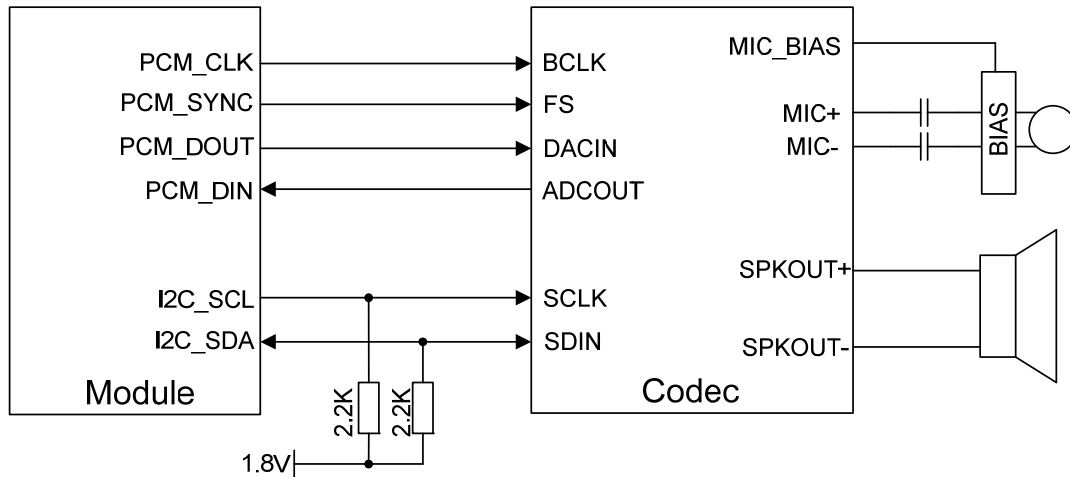 PCM_CLK
PCM_SYNC
PCM_DOUT
PCM_DIN
I2C_SCL
I2C_SDA
Module
2.2K
2.2K
1.8V
BCLK
FS
DACIN
ADCOUT
SCLK
SDIN
MIC_BIAS
MIC+
MIC-
SPKOUT+
SPKOUT-
Codec
BIAS